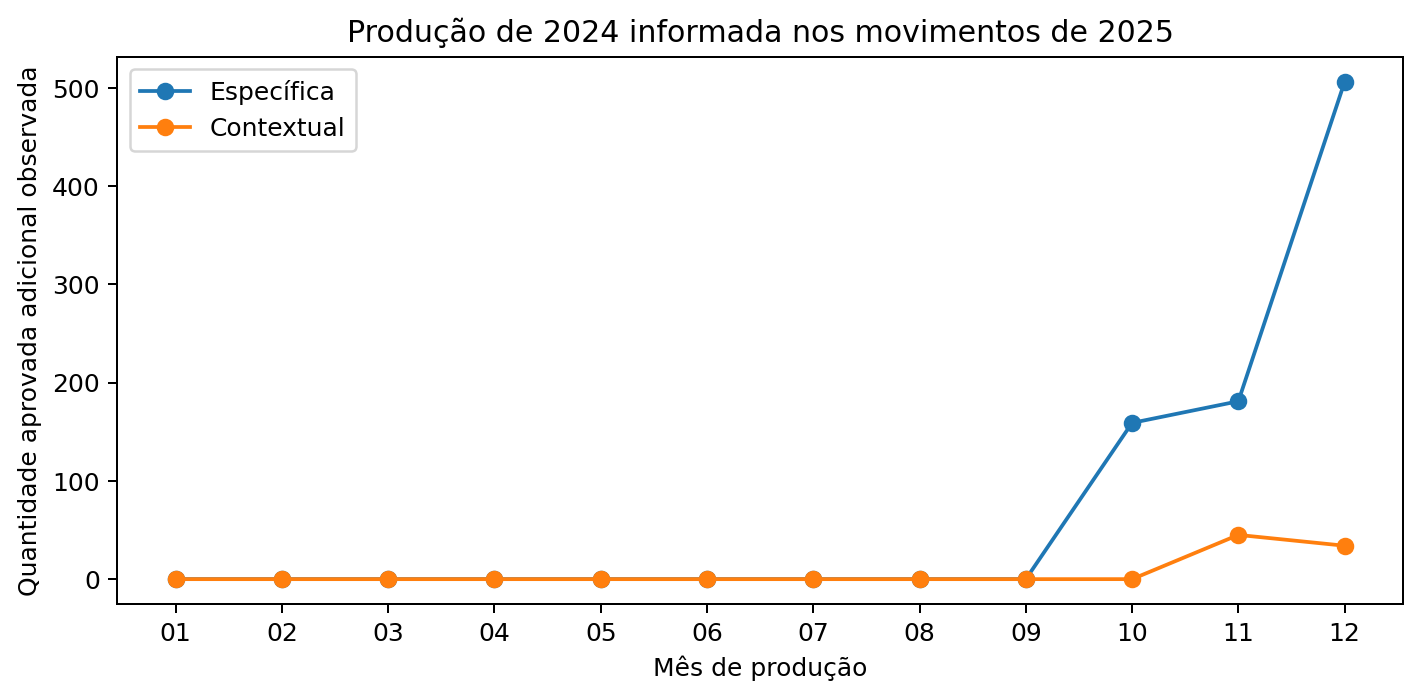 Produção de 2024 informada nos movimentos de 2025
Quantidade aprovada adicional observada
500
400
300
200
100
0
Específica
Contextual
01 02 03 04 05 06 07 08 09 10 11 12
Mês de produção